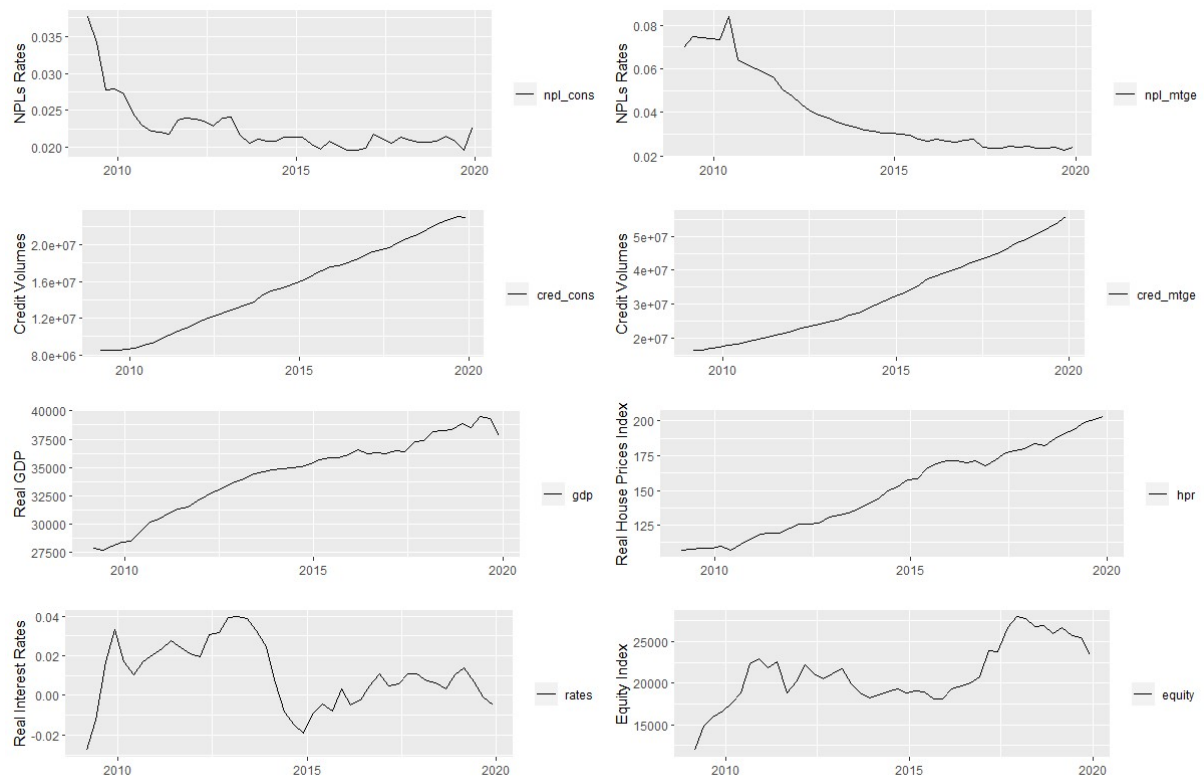 NPLs Rates
0.035
0.030
0.025
0.020
2010
2015
2020
npl_cons
NPLs Rates
0.08
0.06
0.04
0.02
2010
2015
2020
npl_mtge
Credit Volumes
2.0e+07
1.6e+07
1.2e+07
8.0e+06
2010
2015
2020
cred_cons
Credit Volumes
5e+07
4e+07
3e+07
2e+07
2010
2015
2020
cred_mtge
Real GDP
40000
37500
35000
32500
30000
27500
2010
2015
2020
gdp
Real House Prices Index
200
175
150
125
2010
2015
2020
hpr
Real Interest Rates
0.04
0.02
0.00
-0.02
2010
2015
2020
rates
Equity Index
25000
20000
15000
2010
2015
2020
equity